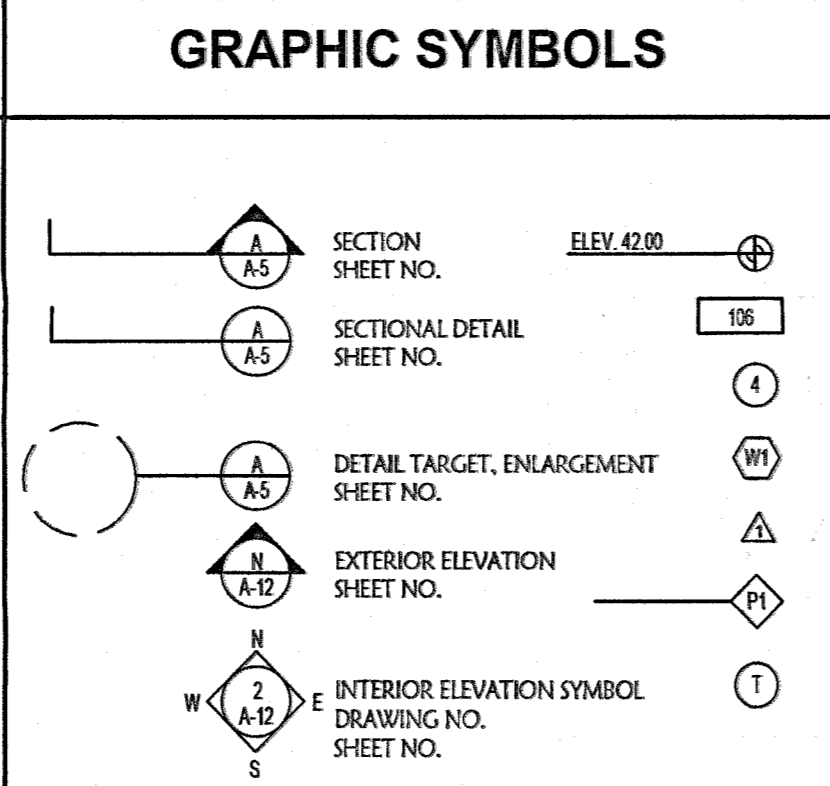 GRAPHIC SYMBOLS
A
A-5
SECTION
SHEET NO.
ELEV. 42.00
A
A-5
SECTIONAL DETAIL
SHEET NO.
106
4
A
A-5
DETAIL TARGET, ENLARGEMENT
SHEET NO.
W1
1
N
A-12
EXTERIOR ELEVATION
SHEET NO.
P1
N
W
2
A-12
E
S
INTERIOR ELEVATION SYMBOL
DRAWING NO.
SHEET NO.
T